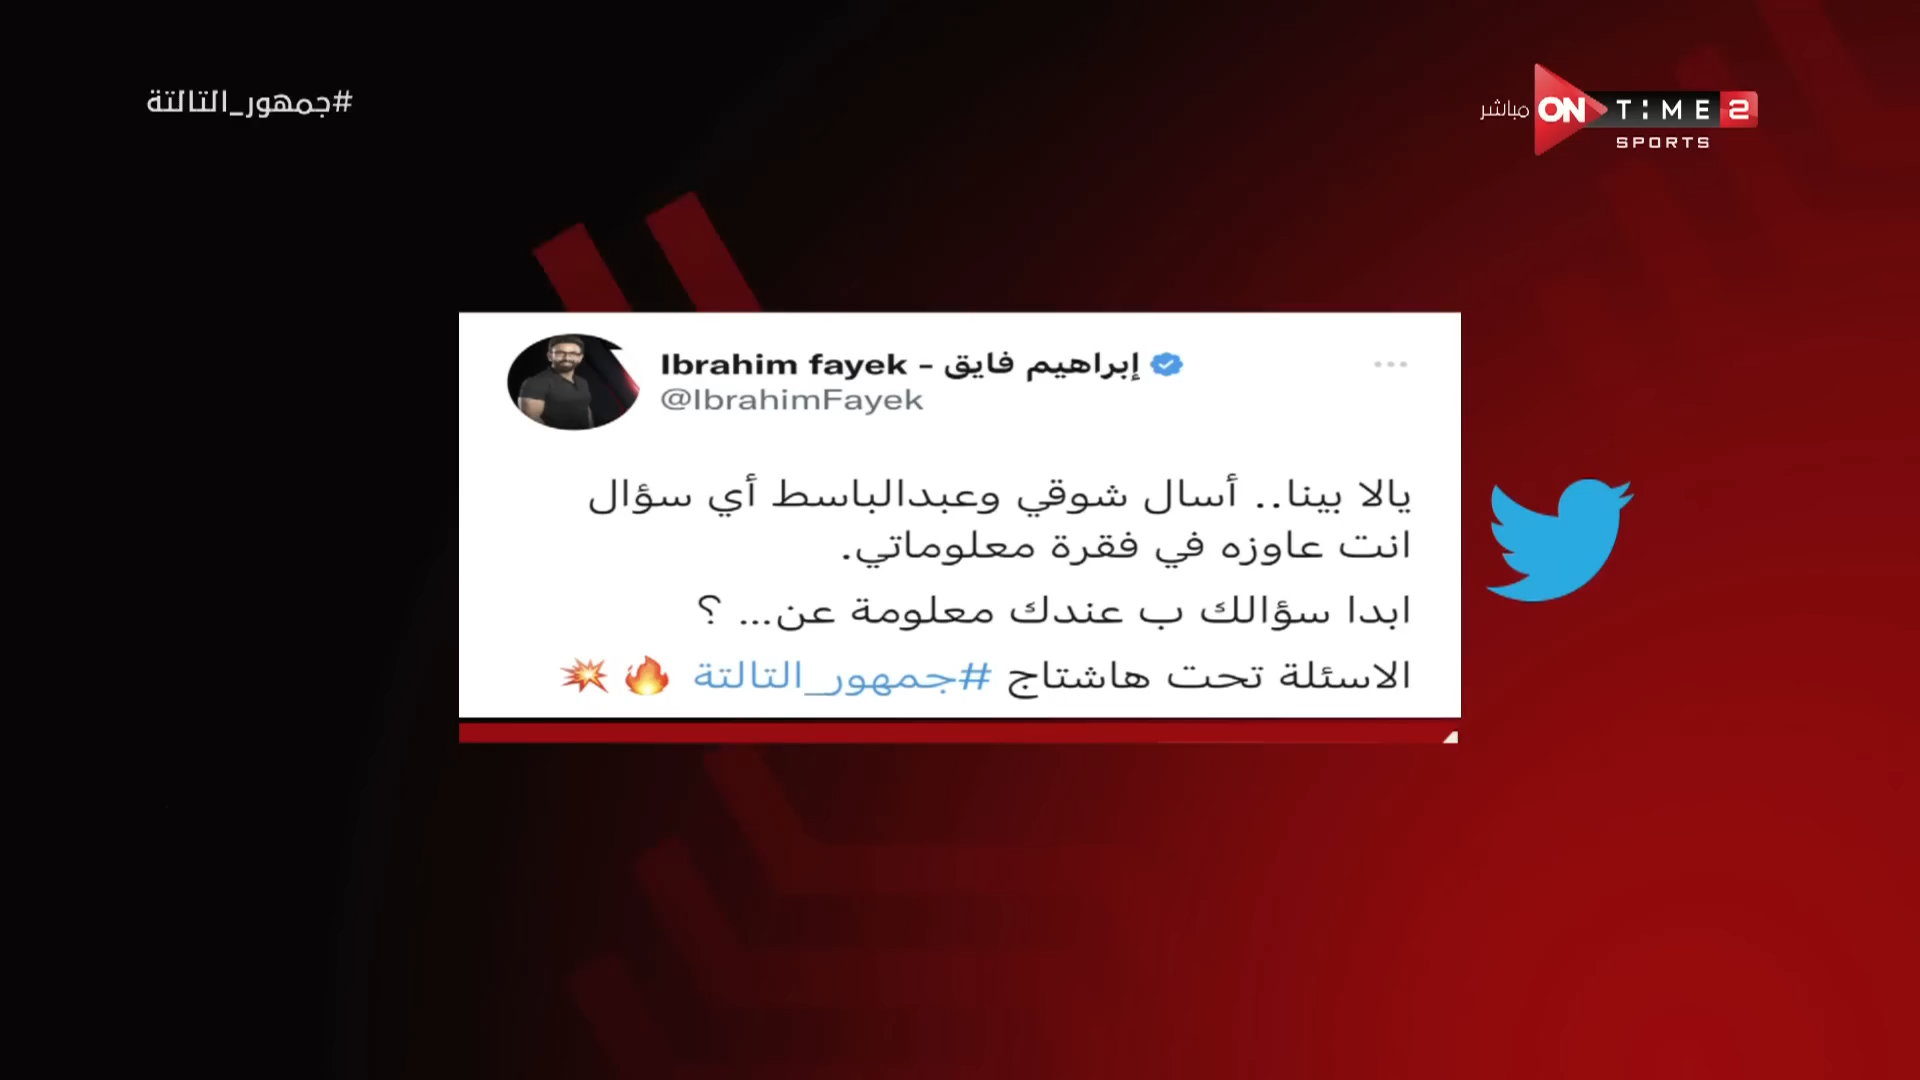 #جمهور_التالتة
مباشر ON TIME 2
SPORTS
Ibrahim fayek - إبراهيم فايق
@IbrahimFayek
يالا بينا.. أسال شوقي وعبدالباسط أي سؤال
انت عاوزه في فقرة معلوماتي.
ابدا سؤالك ب عندك معلومة عن... ؟
الاسئلة تحت هاشتاج #جمهور_التالتة 🔥 💥